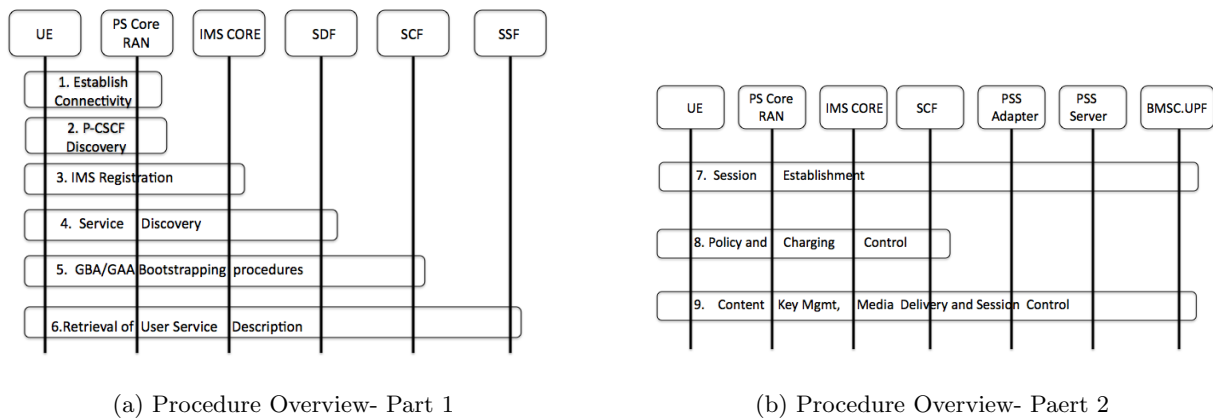 UE
PS Core
RAN
IMS CORE
SDF
SCF
SSF
1. Establish
Connectivity
2. P-CSCF
Discovery
3. IMS Registration
4. Service Discovery
5. GBA/GAA Bootstrapping procedures
6.Retrieval of User Service Description
(a) Procedure Overview- Part 1
UE
PS Core
RAN
IMS CORE
SCF
PSS
Adapter
PSS
Server
BMSC.UPF
7. Session Establishment
8. Policy and Charging Control
9. Content Key Mgmt, Media Delivery and Session Control
(b) Procedure Overview- Paert 2